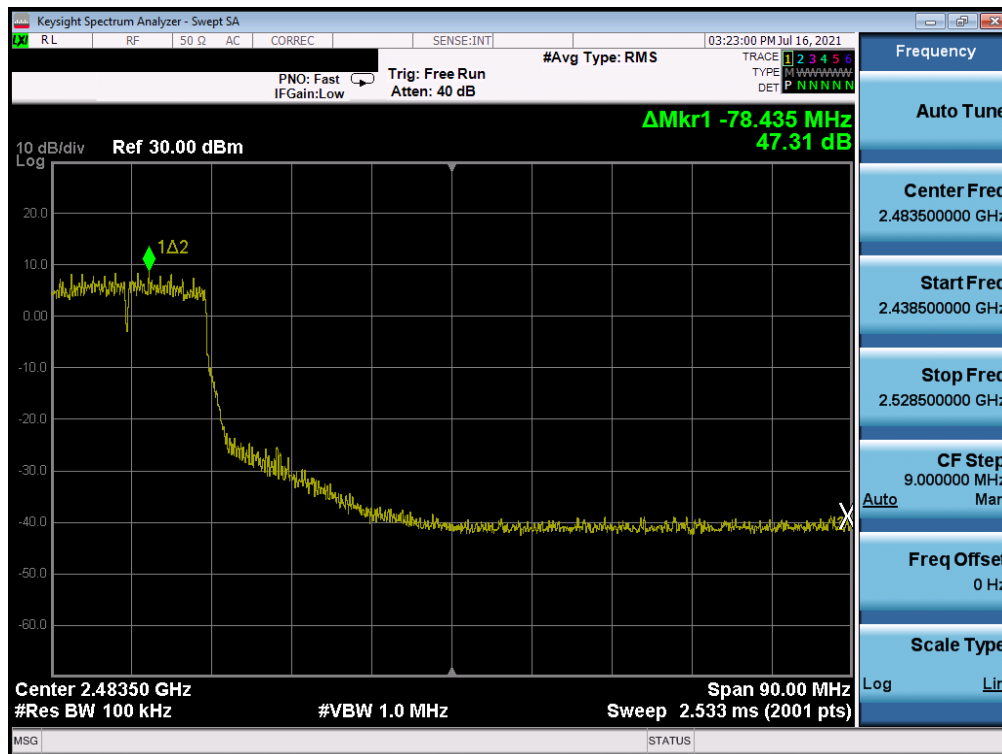 Keysight Spectrum Analyzer - Swept SA
LXI RL RF 50 Ω AC CORREC SENSE:INT 03:23:00 PM Jul 16, 2021
#Avg Type: RMS
TRACE 1 2 3 4 5 6
TYPE M W W W W W
DET P N N N N N
PNO: Fast
IFGain:Low
Trig: Free Run
Atten: 40 dB
ΔMkr1 -78.435 MHz
47.31 dB
10 dB/div Ref 30.00 dBm
Log
20.0
10.0
0.00
-10.0
-20.0
-30.0
-40.0
-50.0
-60.0
1Δ2
X
Center 2.48350 GHz
#Res BW 100 kHz
#VBW 1.0 MHz
Span 90.00 MHz
Sweep 2.533 ms (2001 pts)
MSG STATUS
Frequency
Auto Tune
Center Freq
2.483500000 GHz
Start Freq
2.438500000 GHz
Stop Freq
2.528500000 GHz
CF Step
9.000000 MHz
Auto Man
Freq Offset
0 Hz
Scale Type
Log Lin